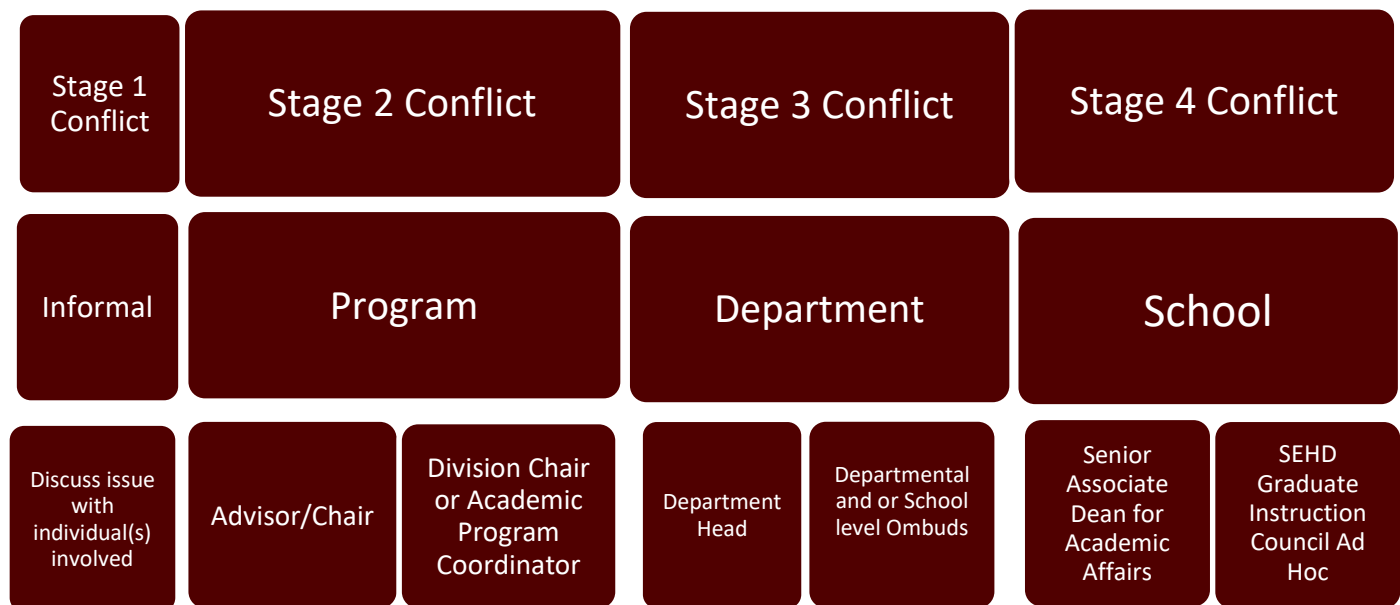 Stage 1
Conflict
Stage 2 Conflict
Stage 3 Conflict
Stage 4 Conflict
Informal
Program
Department
School
Discuss issue
with
individual(s)
involved
Advisor/Chair
Division Chair
or Academic
Program
Coordinator
Department
Head
Departmental
and or School
level Ombuds
Senior
Associate
Dean for
Academic
Affairs
SEHD
Graduate
Instruction
Council Ad
Hoc